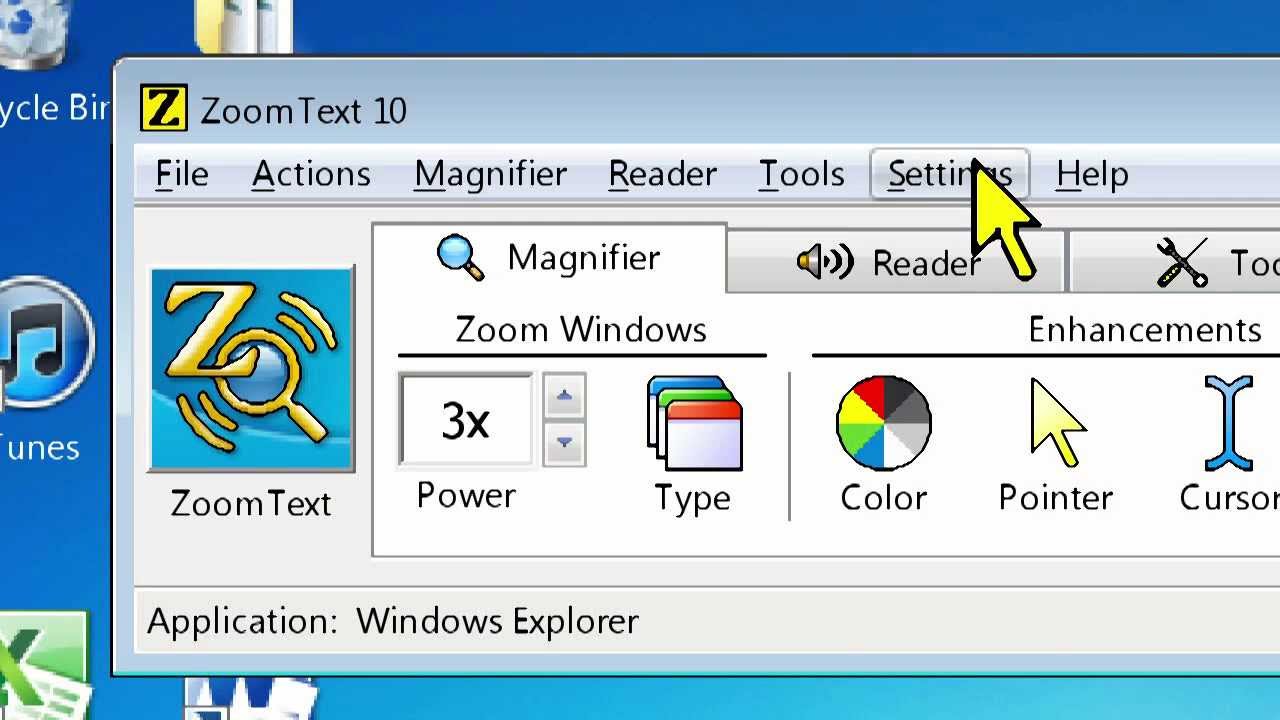 ycle Bin
Z ZoomText 10
File Actions Magnifier Reader Tools Settings Help
Magnifier Reader Too
Zoom Windows Enhancements
3x
Tunes
Power Type Color Pointer Cursor
ZoomText
Application: Windows Explorer